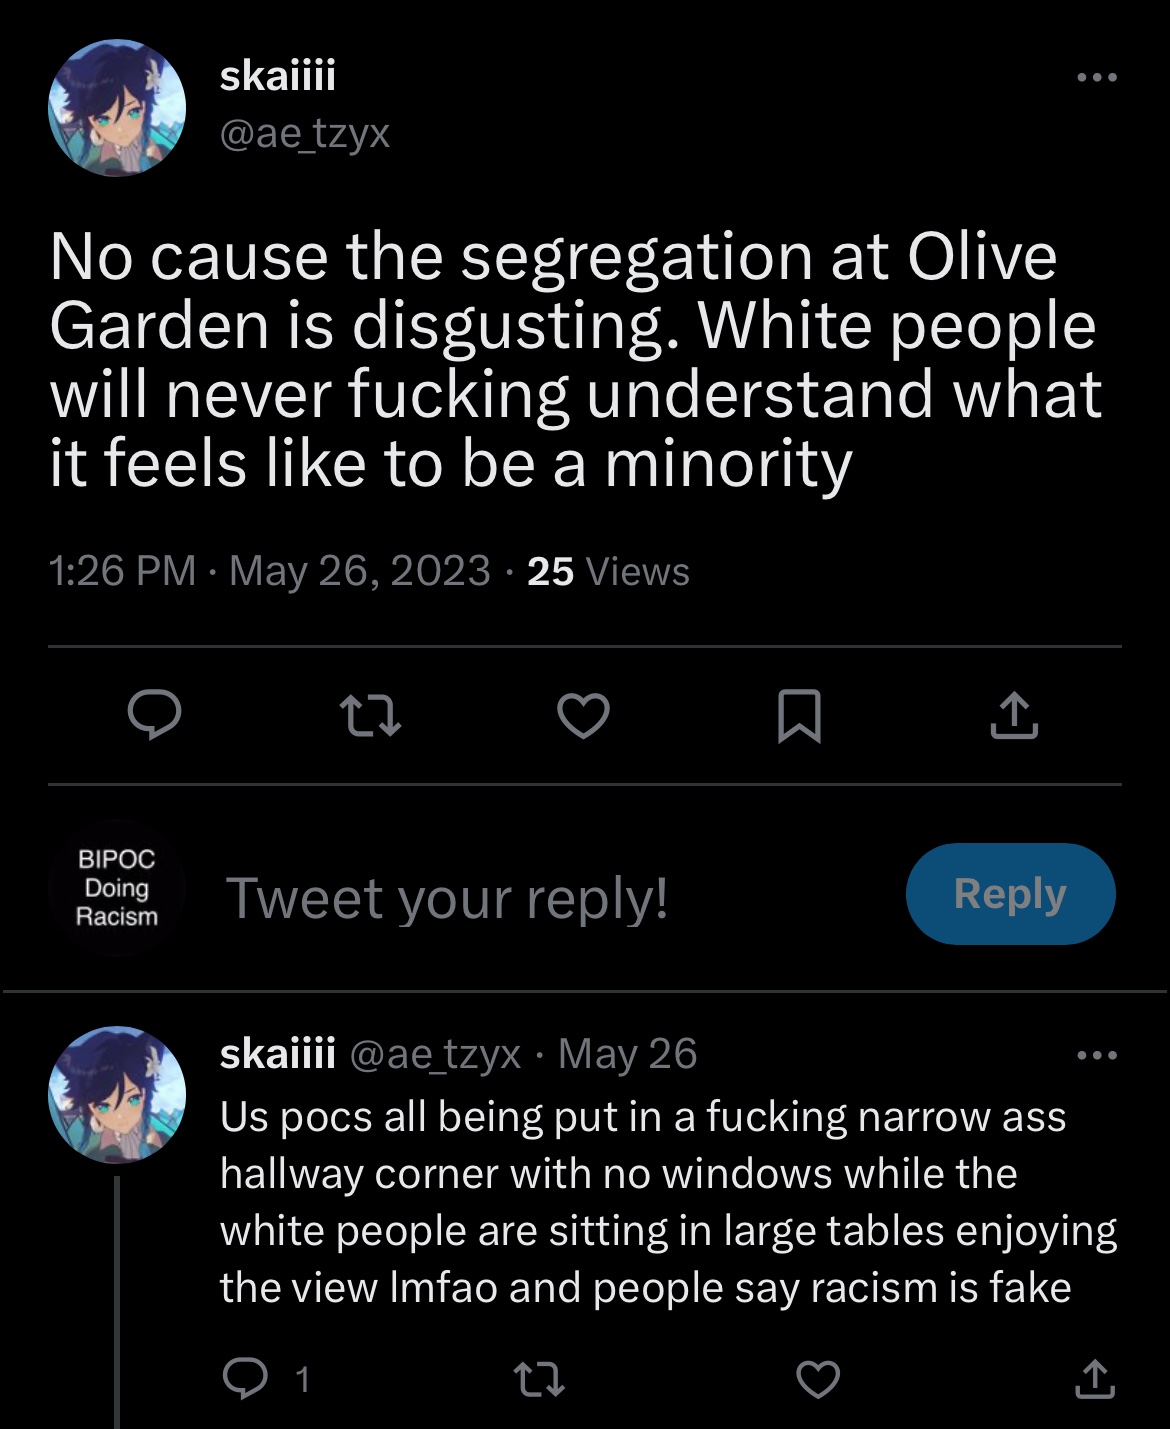 skaiiii
@ae_tzyx
No cause the segregation at Olive
Garden is disgusting. White people
will never fucking understand what
it feels like to be a minority
1:26 PM · May 26, 2023 · 25 Views
BIPOC
Doing
Racism
Tweet your reply!
Reply
skaiiii @ae_tzyx · May 26
Us pocs all being put in a fucking narrow ass
hallway corner with no windows while the
white people are sitting in large tables enjoying
the view lmfao and people say racism is fake
1